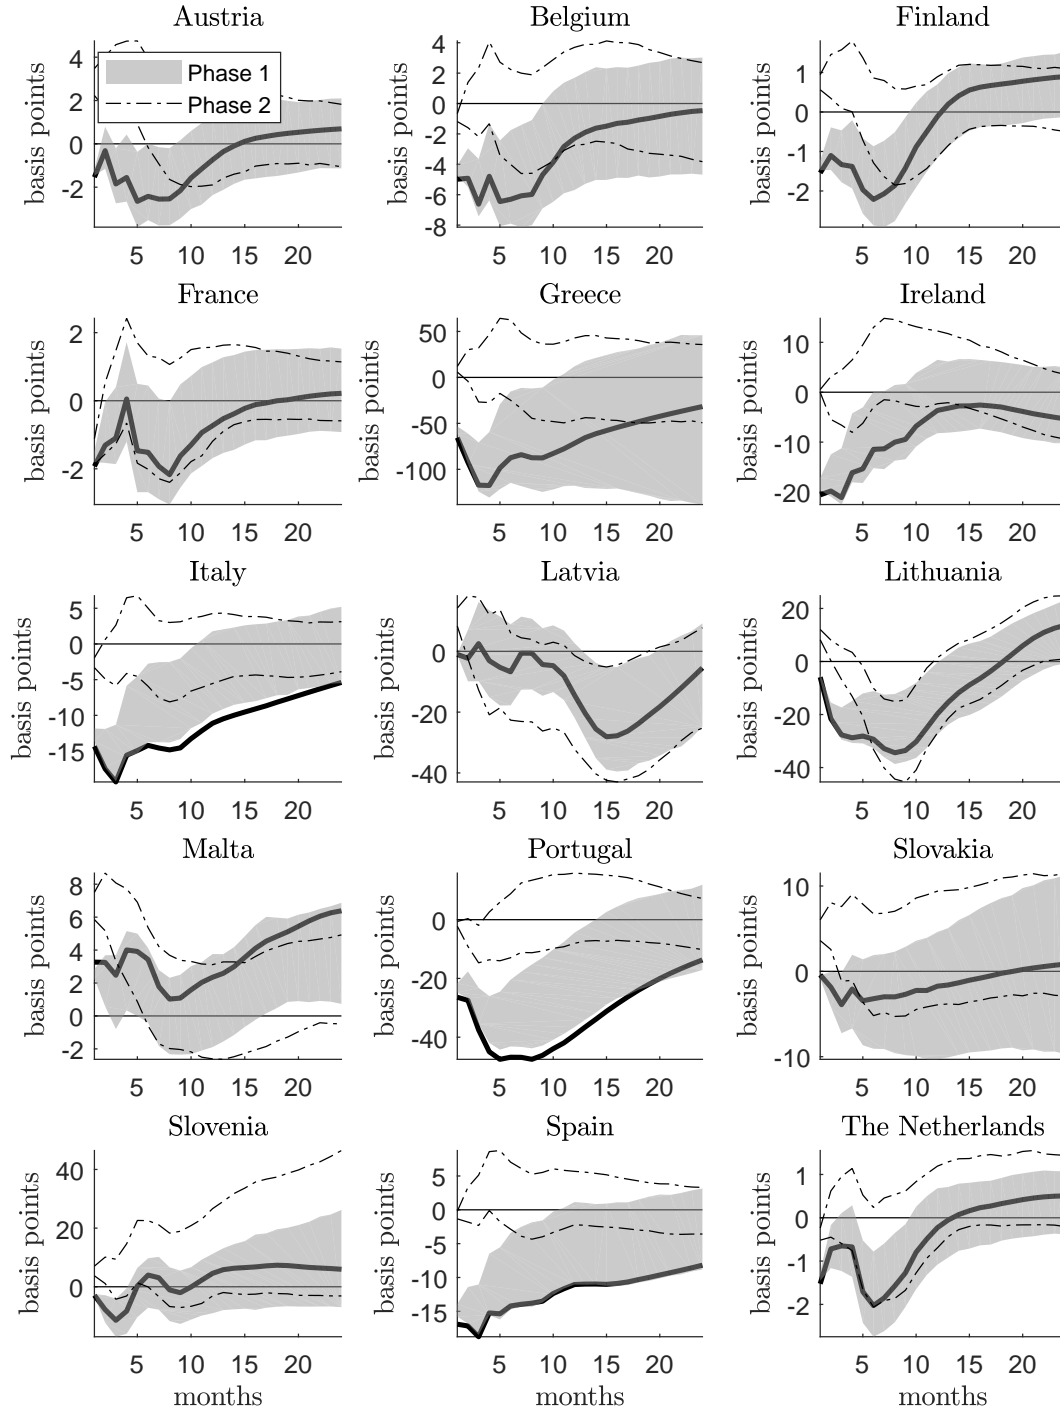 Austria
Belgium
Finland
basis points
4
2
0
-2
5 10 15 20
Phase 1
Phase 2
basis points
4
2
0
-2
-4
-6
-8
5 10 15 20
basis points
1
0
-1
-2
5 10 15 20
France
Greece
Ireland
basis points
2
0
-2
5 10 15 20
basis points
50
0
-50
-100
5 10 15 20
basis points
10
0
-10
-20
5 10 15 20
Italy
Latvia
Lithuania
basis points
5
0
-5
-10
-15
5 10 15 20
basis points
0
-20
-40
5 10 15 20
basis points
20
0
-20
-40
5 10 15 20
Malta
Portugal
Slovakia
basis points
8
6
4
2
0
-2
5 10 15 20
basis points
0
-20
-40
5 10 15 20
basis points
10
0
-10
5 10 15 20
Slovenia
Spain
The Netherlands
basis points
40
20
0
5 10 15 20
months
basis points
5
0
-5
-10
-15
5 10 15 20
months
basis points
1
0
-1
-2
5 10 15 20
months